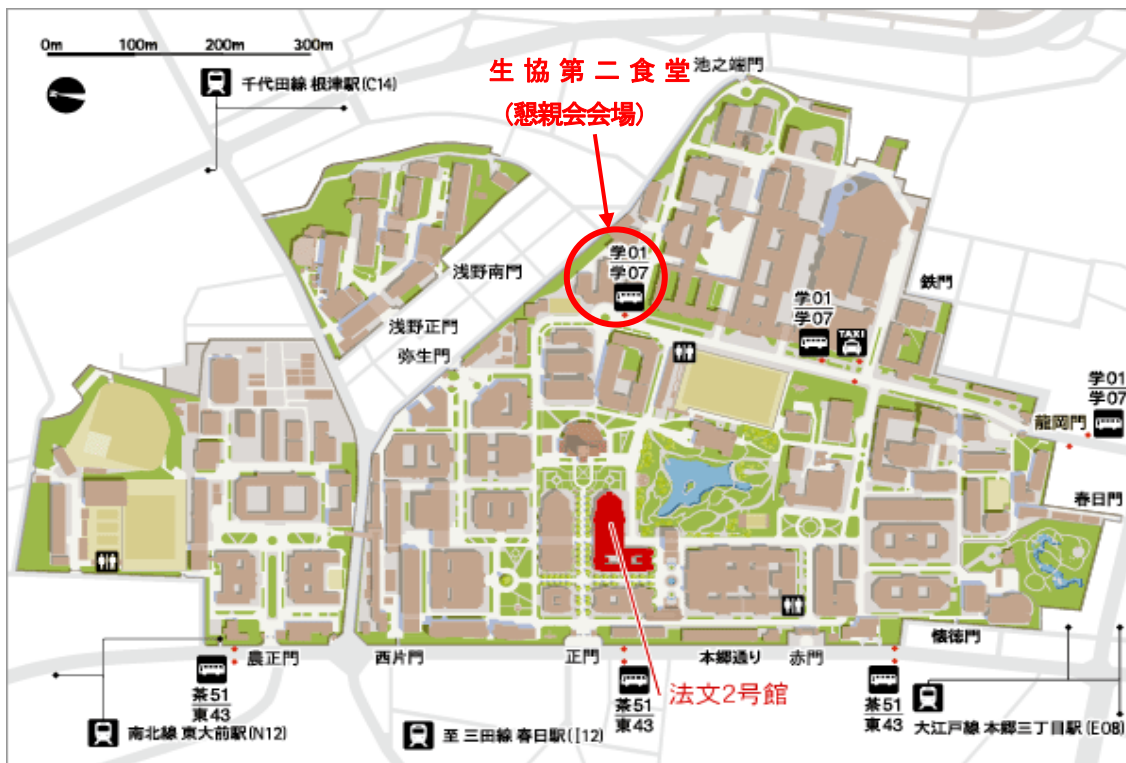 0m 100m 200m 300m
千代田線 根津駅(C14)
生協第二食堂
(懇親会会場)
池之端門
浅野南門
学01
学07
鉄門
浅野正門
弥生門
学01
学07
TAXI
学01
学07
龍岡門
春日門
懐徳門
農正門
西片門
正門
本郷通り
赤門
茶51
東43
茶51
東43
法文2号館
茶51
東43
大江戸線 本郷三丁目駅(E08)
南北線 東大前駅(N12)
至 三田線 春日駅(I12)